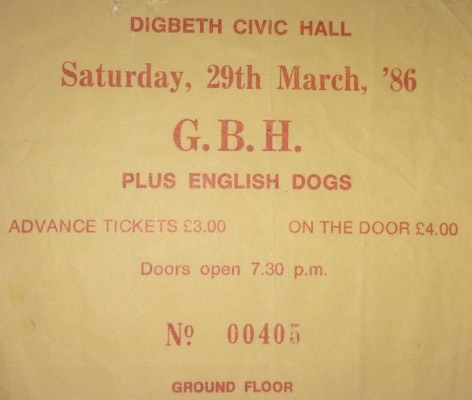 DIGBETH CIVIC HALL
Saturday, 29th March, '86
G.B.H.
PLUS ENGLISH DOGS
ADVANCE TICKETS £3.00 ON THE DOOR £4.00
Doors open 7.30 p.m.
Nº 00405
GROUND FLOOR